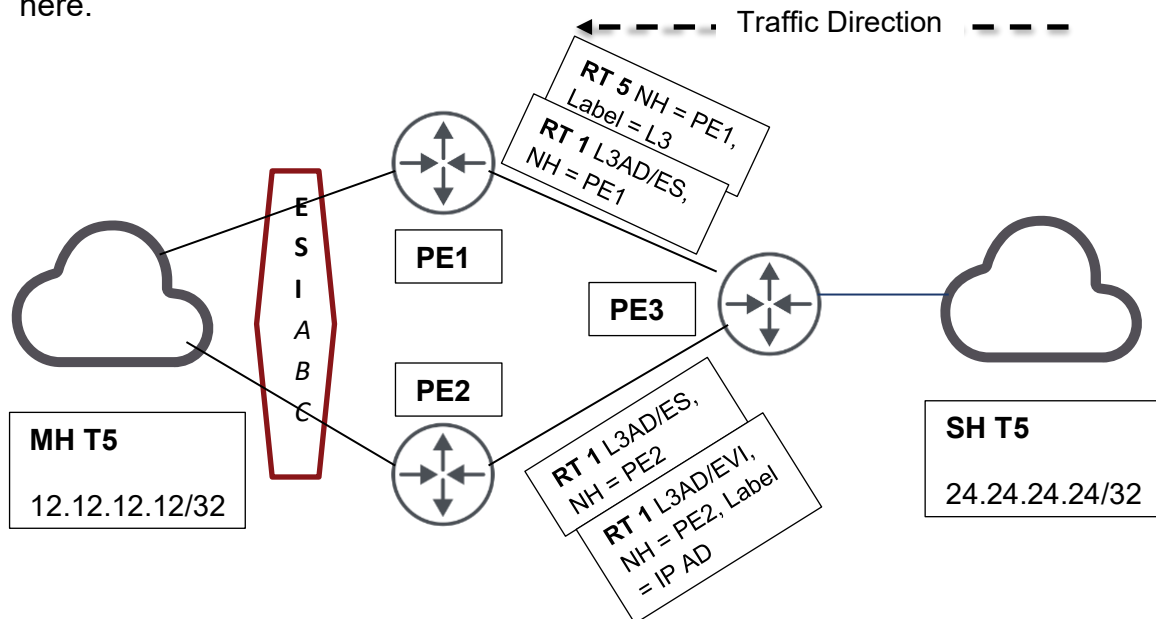 here.
Traffic Direction
RT 5 NH = PE1,
Label = L3
RT 1 L3AD/ES,
NH = PE1
E
S
I
A
B
C
PE1
PE3
PE2
MH T5
12.12.12.12/32
RT 1 L3AD/ES,
NH = PE2
RT 1 L3AD/EVI,
NH = PE2, Label
= IP AD
SH T5
24.24.24.24/32